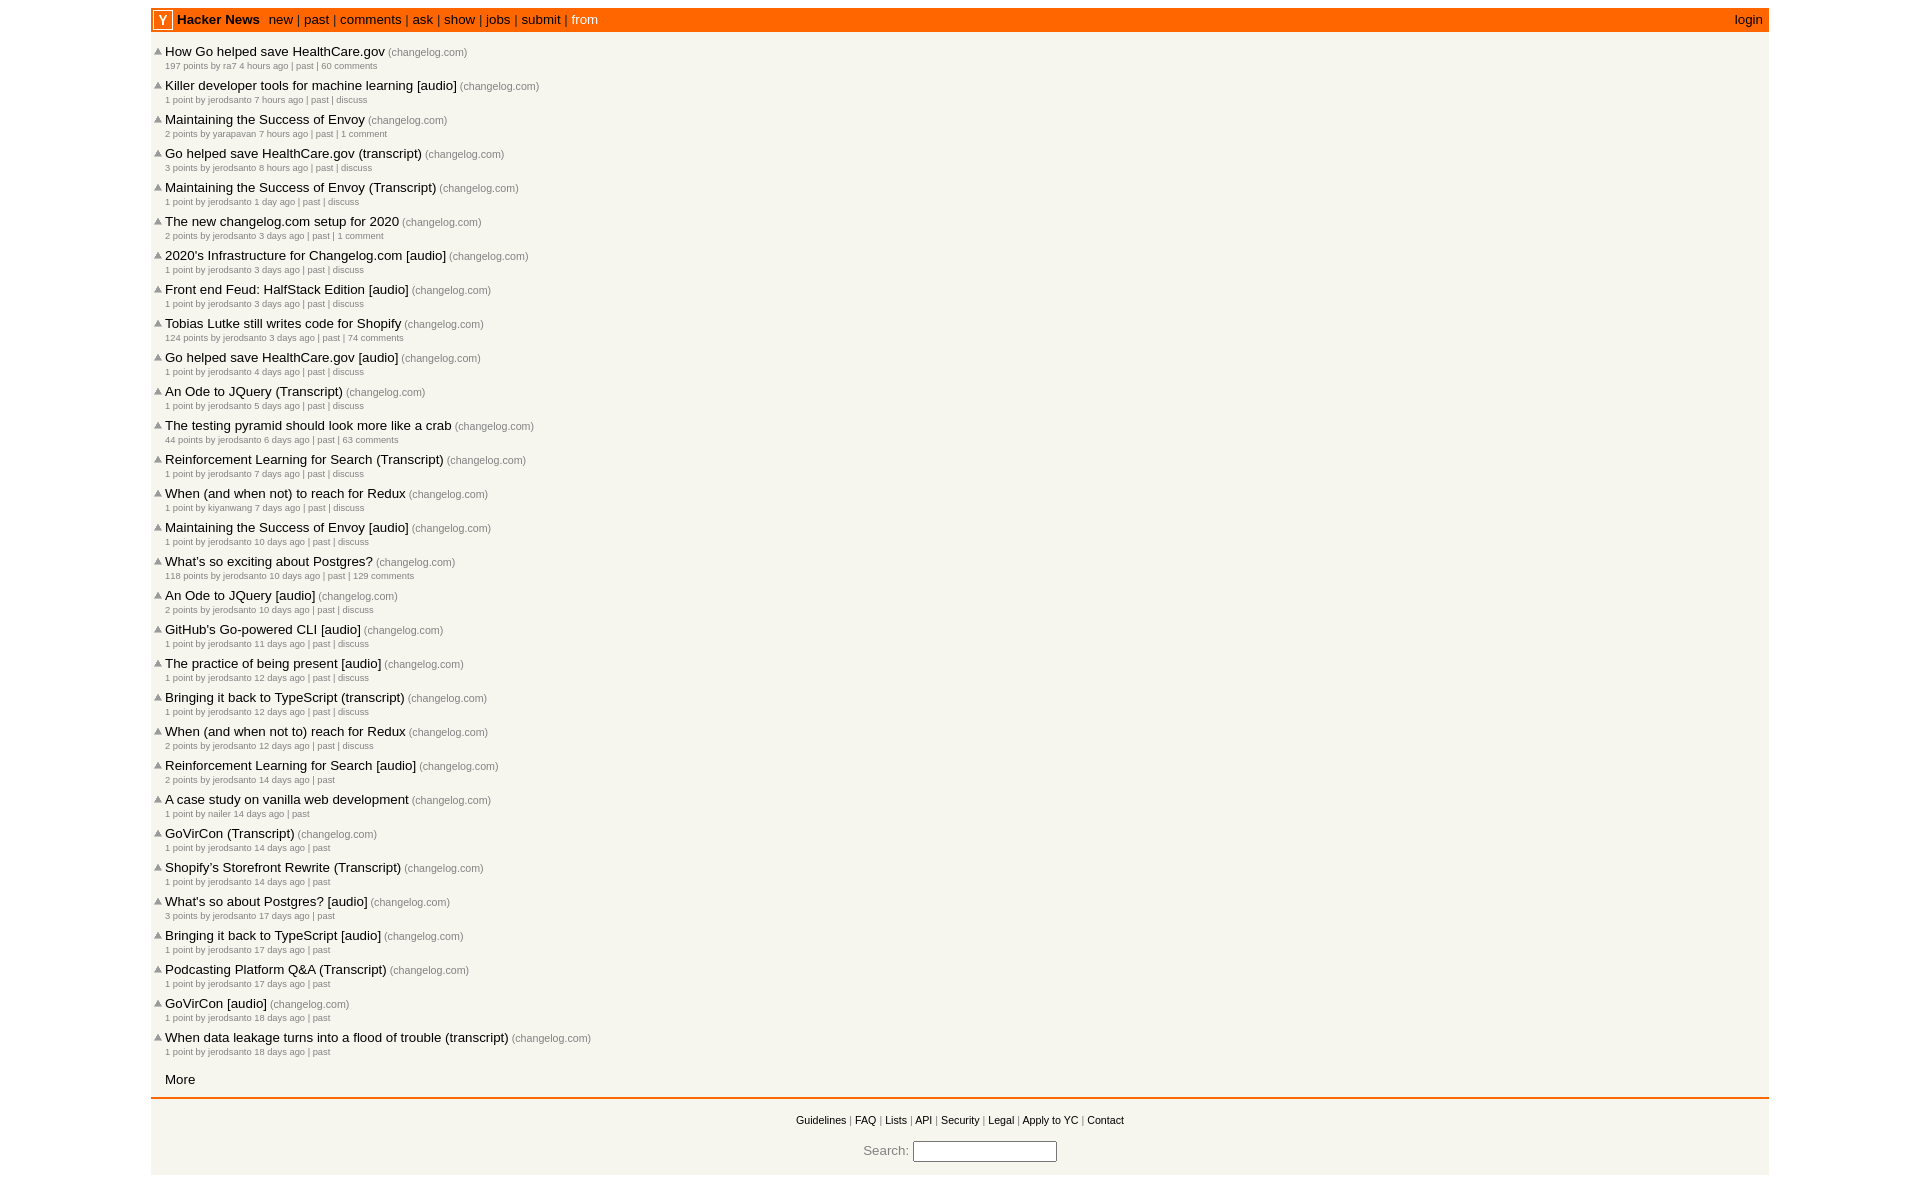 Y Hacker News new | past | comments | ask | show | jobs | submit | from login
How Go helped save HealthCare.gov (changelog.com)
197 points by ra7 4 hours ago | past | 60 comments
Killer developer tools for machine learning [audio] (changelog.com)
1 point by jerodsanto 7 hours ago | past | discuss
Maintaining the Success of Envoy (changelog.com)
2 points by yarapavan 7 hours ago | past | 1 comment
Go helped save HealthCare.gov (transcript) (changelog.com)
3 points by jerodsanto 8 hours ago | past | discuss
Maintaining the Success of Envoy (Transcript) (changelog.com)
1 point by jerodsanto 1 day ago | past | discuss
The new changelog.com setup for 2020 (changelog.com)
2 points by jerodsanto 3 days ago | past | 1 comment
2020's Infrastructure for Changelog.com [audio] (changelog.com)
1 point by jerodsanto 3 days ago | past | discuss
Front end Feud: HalfStack Edition [audio] (changelog.com)
1 point by jerodsanto 3 days ago | past | discuss
Tobias Lutke still writes code for Shopify (changelog.com)
124 points by jerodsanto 3 days ago | past | 74 comments
Go helped save HealthCare.gov [audio] (changelog.com)
1 point by jerodsanto 4 days ago | past | discuss
An Ode to JQuery (Transcript) (changelog.com)
1 point by jerodsanto 5 days ago | past | discuss
The testing pyramid should look more like a crab (changelog.com)
44 points by jerodsanto 6 days ago | past | 63 comments
Reinforcement Learning for Search (Transcript) (changelog.com)
1 point by jerodsanto 7 days ago | past | discuss
When (and when not) to reach for Redux (changelog.com)
1 point by kiyanwang 7 days ago | past | discuss
Maintaining the Success of Envoy [audio] (changelog.com)
1 point by jerodsanto 10 days ago | past | discuss
What's so exciting about Postgres? (changelog.com)
118 points by jerodsanto 10 days ago | past | 129 comments
An Ode to JQuery [audio] (changelog.com)
2 points by jerodsanto 10 days ago | past | discuss
GitHub's Go-powered CLI [audio] (changelog.com)
1 point by jerodsanto 11 days ago | past | discuss
The practice of being present [audio] (changelog.com)
1 point by jerodsanto 12 days ago | past | discuss
Bringing it back to TypeScript (transcript) (changelog.com)
1 point by jerodsanto 12 days ago | past | discuss
When (and when not to) reach for Redux (changelog.com)
2 points by jerodsanto 12 days ago | past | discuss
Reinforcement Learning for Search [audio] (changelog.com)
2 points by jerodsanto 14 days ago | past
A case study on vanilla web development (changelog.com)
1 point by nailer 14 days ago | past
GoVirCon (Transcript) (changelog.com)
1 point by jerodsanto 14 days ago | past
Shopify’s Storefront Rewrite (Transcript) (changelog.com)
1 point by jerodsanto 14 days ago | past
What's so about Postgres? [audio] (changelog.com)
3 points by jerodsanto 17 days ago | past
Bringing it back to TypeScript [audio] (changelog.com)
1 point by jerodsanto 17 days ago | past
Podcasting Platform Q&A (Transcript) (changelog.com)
1 point by jerodsanto 17 days ago | past
GoVirCon [audio] (changelog.com)
1 point by jerodsanto 18 days ago | past
When data leakage turns into a flood of trouble (transcript) (changelog.com)
1 point by jerodsanto 18 days ago | past
More
Guidelines | FAQ | Lists | API | Security | Legal | Apply to YC | Contact
Search: